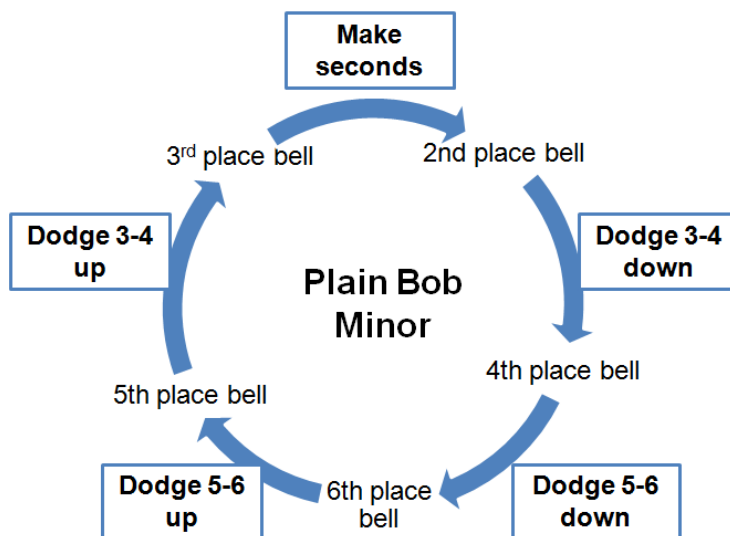 Make
seconds
3rd place bell
2nd place bell
Dodge 3-4
up
Dodge 3-4
down
Plain Bob
Minor
5th place bell
4th place bell
Dodge 5-6
up
6th place
bell
Dodge 5-6
down